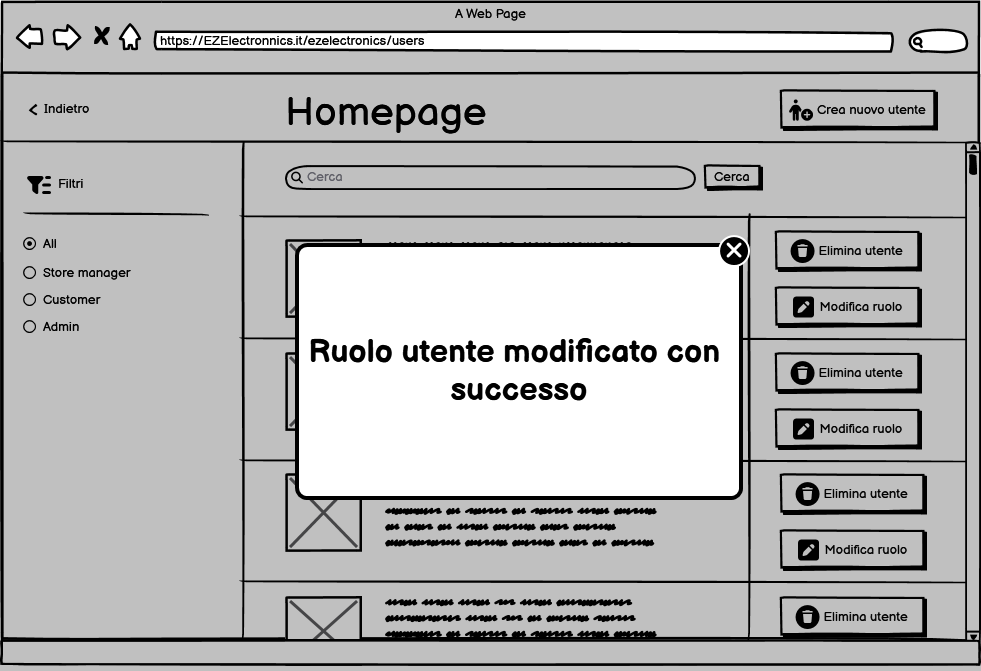 A Web Page
https://EZElectronnics.it/ezelectronics/users
Indietro
Homepage
Crea nuovo utente
Filtri
Cerca
Cerca
All
Store manager
Customer
Admin
Elimina utente
Modifica ruolo
Ruolo utente modificato con
successo
Elimina utente
Modifica ruolo
Elimina utente
Modifica ruolo
Elimina utente